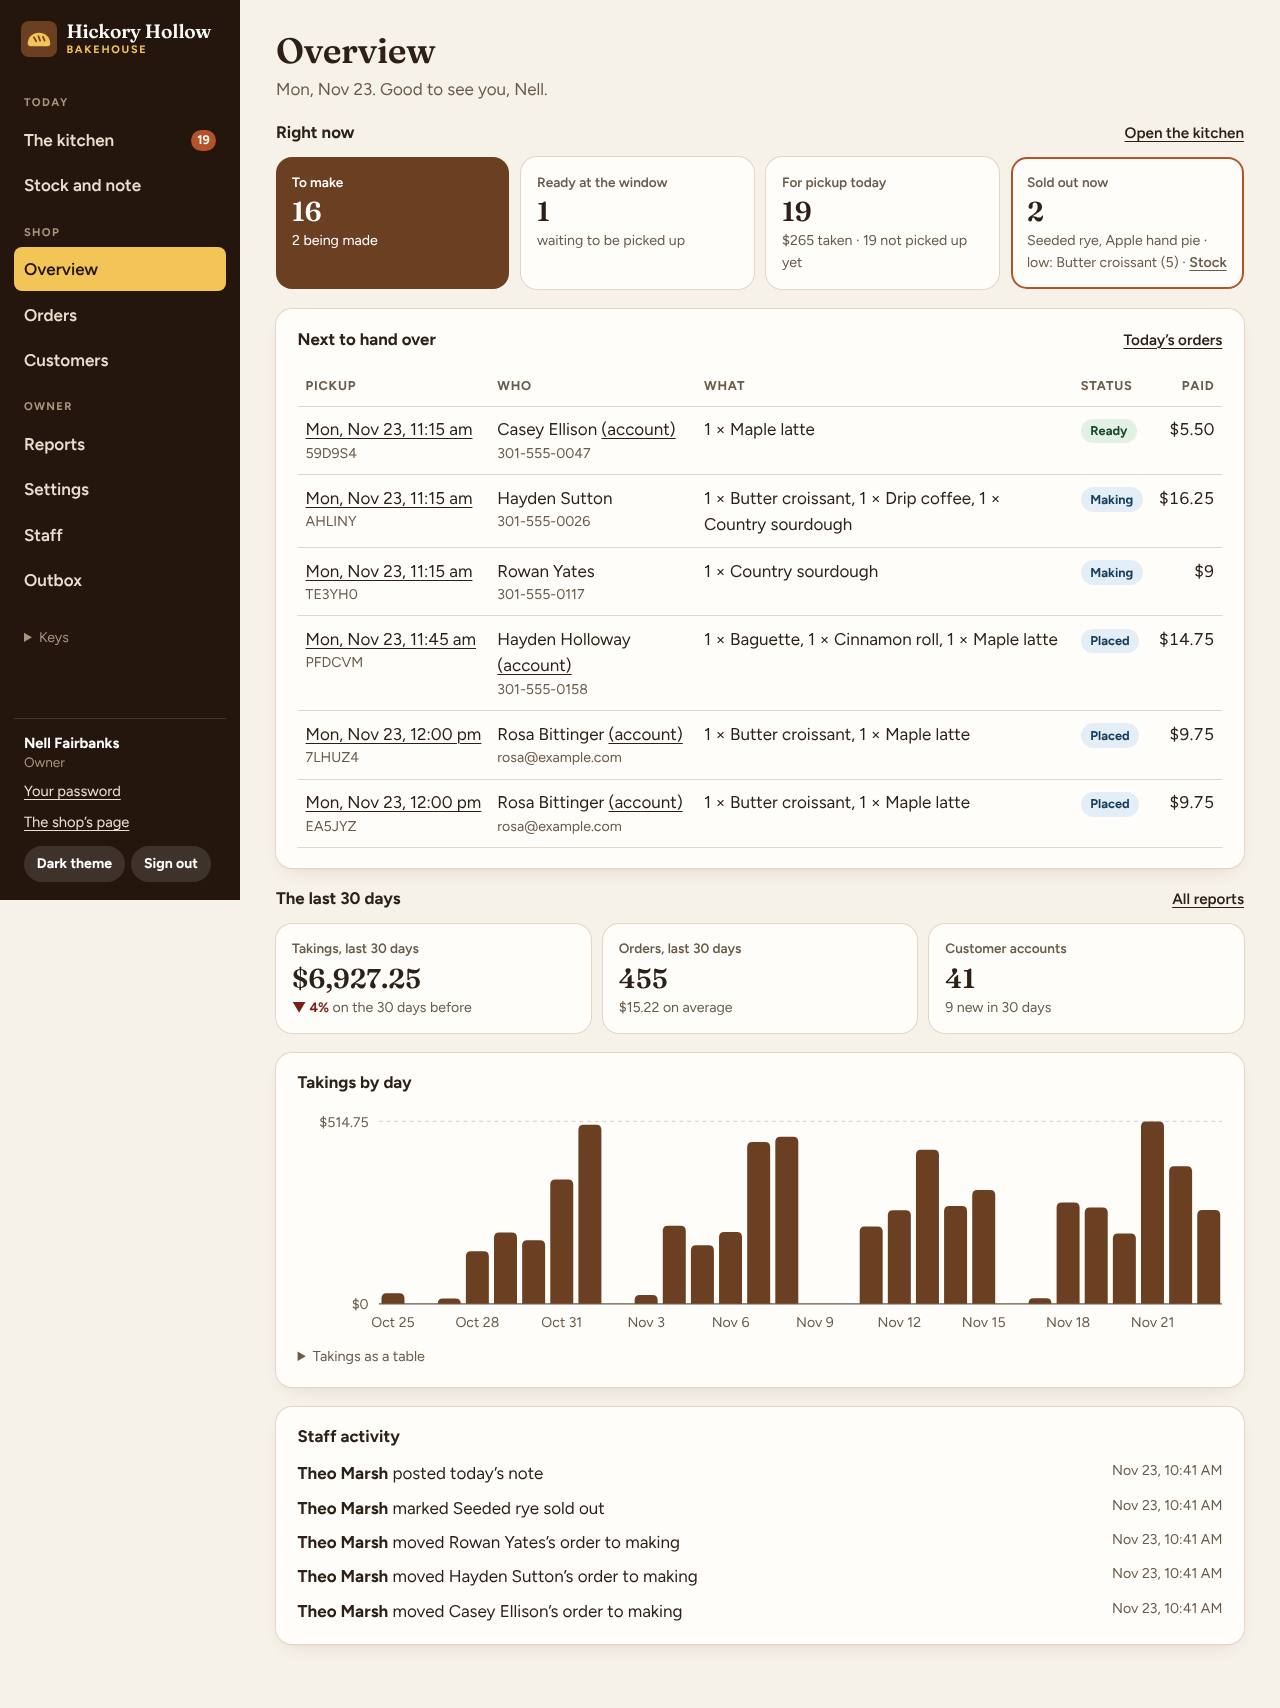 Hickory Hollow
BAKEHOUSE
TODAY
The kitchen 19
Stock and note
SHOP
Overview
Orders
Customers
OWNER
Reports
Settings
Staff
Outbox
Keys
Nell Fairbanks
Owner
Your password
The shop’s page
Dark theme Sign out
Overview
Mon, Nov 23. Good to see you, Nell.
Right now Open the kitchen
To make
16
2 being made
Ready at the window
1
waiting to be picked up
For pickup today
19
$265 taken · 19 not picked up
yet
Sold out now
2
Seeded rye, Apple hand pie ·
low: Butter croissant (5) · Stock
Next to hand over Today’s orders
PICKUP WHO WHAT STATUS PAID
Mon, Nov 23, 11:15 am Casey Ellison (account) 1 × Maple latte Ready $5.50
59D9S4 301-555-0047
Mon, Nov 23, 11:15 am Hayden Sutton 1 × Butter croissant, 1 × Drip coffee, 1 × Making $16.25
AHLINY 301-555-0026 Country sourdough
Mon, Nov 23, 11:15 am Rowan Yates 1 × Country sourdough Making $9
TE3YH0 301-555-0117
Mon, Nov 23, 11:45 am Hayden Holloway 1 × Baguette, 1 × Cinnamon roll, 1 × Maple latte Placed $14.75
PFDCVM (account)
301-555-0158
Mon, Nov 23, 12:00 pm Rosa Bittinger (account) 1 × Butter croissant, 1 × Maple latte Placed $9.75
7LHUZ4 rosa@example.com
Mon, Nov 23, 12:00 pm Rosa Bittinger (account) 1 × Butter croissant, 1 × Maple latte Placed $9.75
EA5JYZ rosa@example.com
The last 30 days All reports
Takings, last 30 days
$6,927.25
▼ 4% on the 30 days before
Orders, last 30 days
455
$15.22 on average
Customer accounts
41
9 new in 30 days
Takings by day
$514.75
$0
Oct 25 Oct 28 Oct 31 Nov 3 Nov 6 Nov 9 Nov 12 Nov 15 Nov 18 Nov 21
Takings as a table
Staff activity
Theo Marsh posted today’s note Nov 23, 10:41 AM
Theo Marsh marked Seeded rye sold out Nov 23, 10:41 AM
Theo Marsh moved Rowan Yates’s order to making Nov 23, 10:41 AM
Theo Marsh moved Hayden Sutton’s order to making Nov 23, 10:41 AM
Theo Marsh moved Casey Ellison’s order to making Nov 23, 10:41 AM